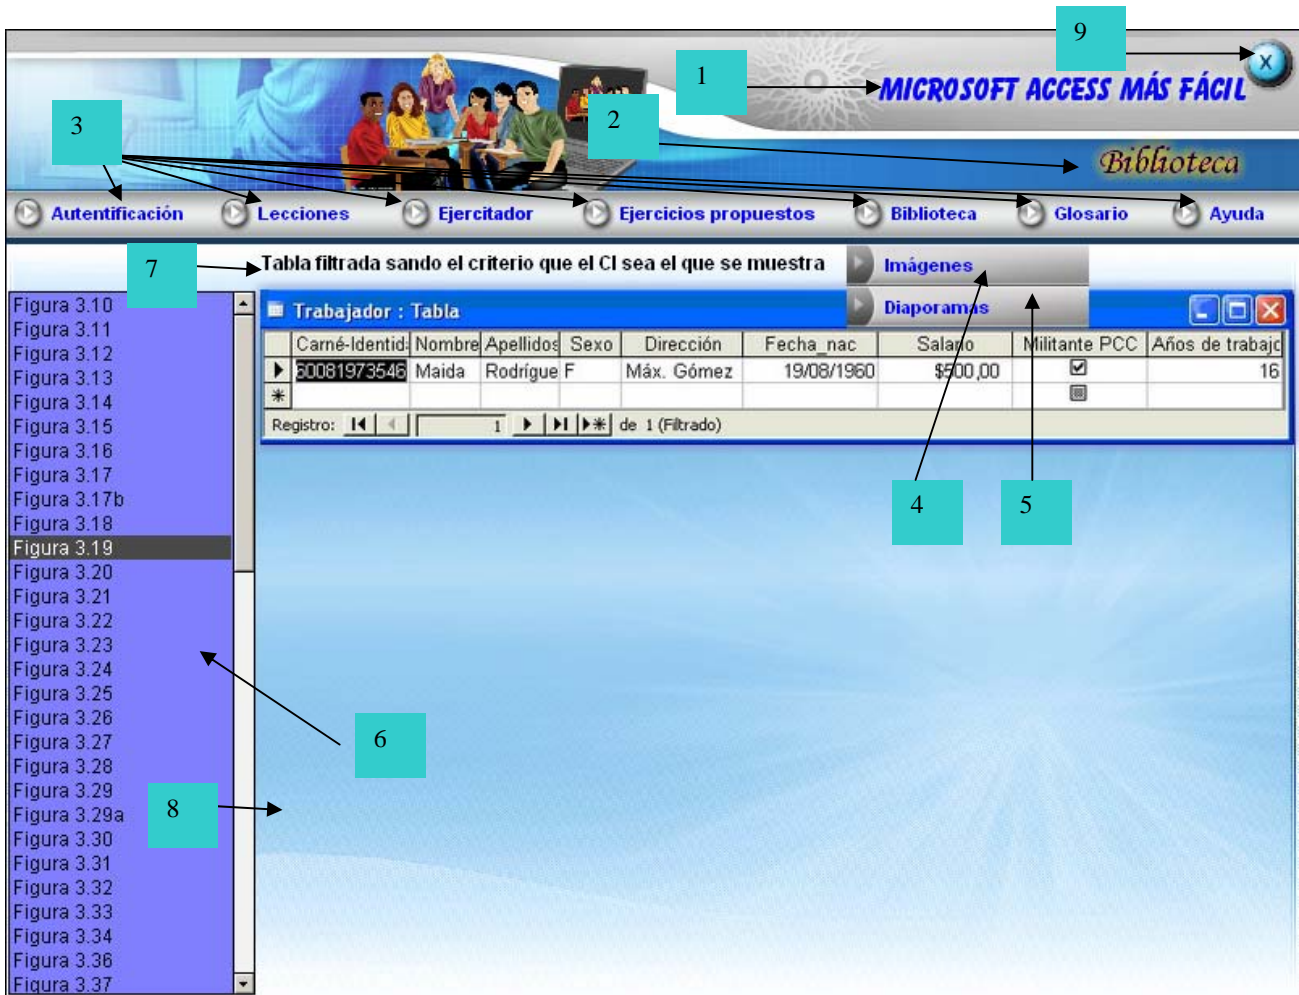 9
1
MICROSOFT ACCESS MÁS FÁCIL
3
2
Biblioteca
Autentificación Lecciones Ejercitador Ejercicios propuestos Biblioteca Glosario Ayuda
7
Tabla filtrada sando el criterio que el CI sea el que se muestra
Imágenes
Diaporamas
Trabajador : Tabla
Carné-Identida Nombre Apellidos Sexo Dirección Fecha_nac Salario Militante PCC Años de trabajo
60081973546 Maida Rodrígue F Máx. Gómez 19/08/1960 $500,00 16
Registro: 1 de 1 (Filtrado)
4
5
6
8
Figura 3.10
Figura 3.11
Figura 3.12
Figura 3.13
Figura 3.14
Figura 3.15
Figura 3.16
Figura 3.17
Figura 3.17b
Figura 3.18
Figura 3.19
Figura 3.20
Figura 3.21
Figura 3.22
Figura 3.23
Figura 3.24
Figura 3.25
Figura 3.26
Figura 3.27
Figura 3.28
Figura 3.29
Figura 3.29a
Figura 3.30
Figura 3.31
Figura 3.32
Figura 3.33
Figura 3.34
Figura 3.36
Figura 3.37